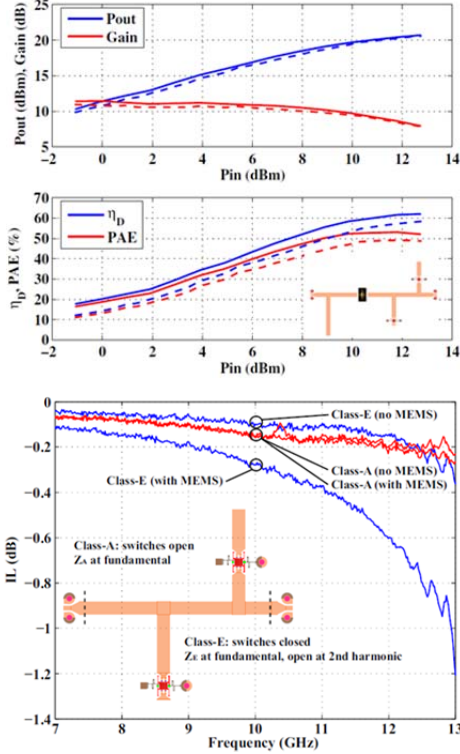 25
20
15
10
5
Pout (dBm), Gain (dB)
Pout
Gain
−2 0 2 4 6 8 10 12 14
Pin (dBm)
70
60
50
40
30
20
10
0
η_D, PAE (%)
η_D
PAE
−2 0 2 4 6 8 10 12 14
Pin (dBm)
0
−0.2
−0.4
−0.6
−0.8
−1
−1.2
−1.4
IL (dB)
Class-E (no MEMS)
Class-A (no MEMS)
Class-A (with MEMS)
Class-E (with MEMS)
Class-A: switches open
Z_A at fundamental
Class-E: switches closed
Z_E at fundamental, open at 2nd harmonic
7 8 9 10 11 12 13
Frequency (GHz)